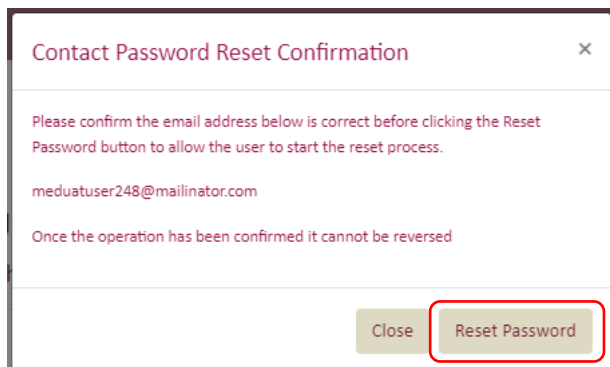 Contact Password Reset Confirmation ×
Please confirm the email address below is correct before clicking the Reset
Password button to allow the user to start the reset process.
meduatuser248@mailinator.com
Once the operation has been confirmed it cannot be reversed
Close Reset Password